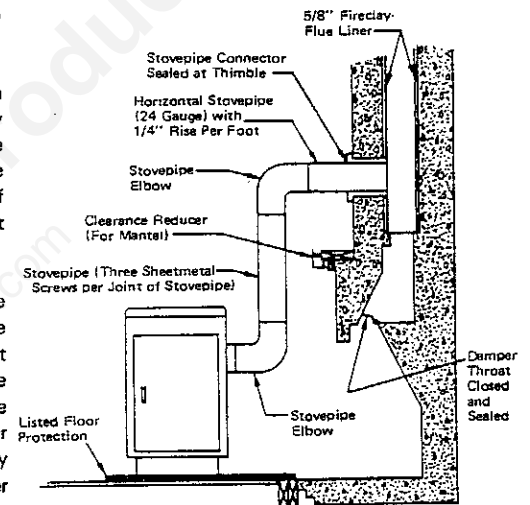 5/8" Fireclay-
Flue Liner
Stovepipe Connector
Sealed at Thimble
Horizontal Stovepipe
(24 Gauge) with
1/4" Rise Per Foot
Stovepipe
Elbow
Clearance Reducer
(For Mantel)
Stovepipe (Three Sheetmetal
Screws per Joint of Stovepipe)
Damper
Throat
Closed
and
Sealed
Stovepipe
Elbow
Listed Floor
Protection